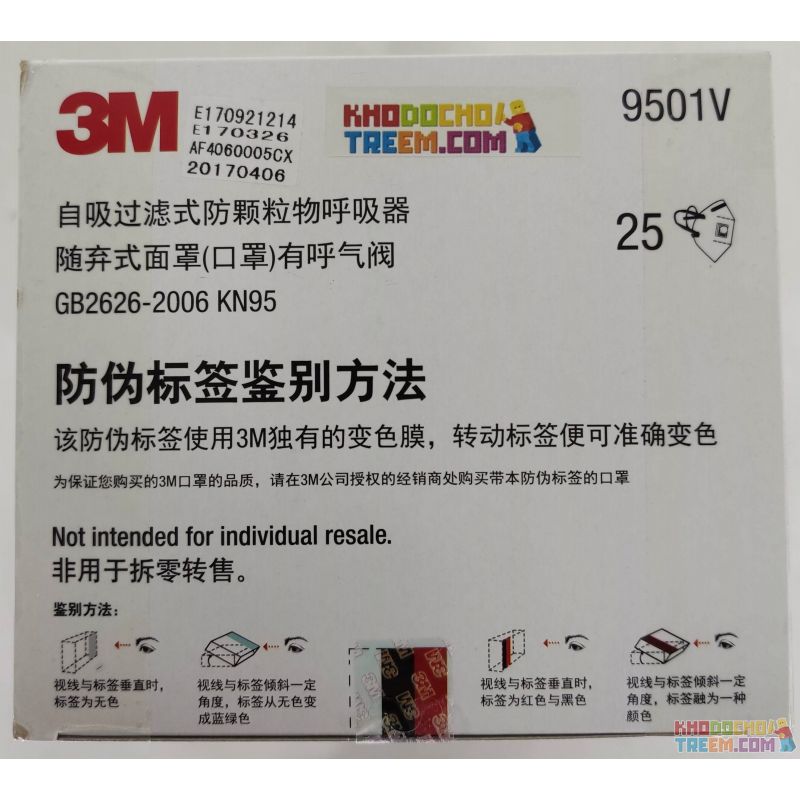 3M
E170921214
E170326
AF4060005CX
20170406
KHODOCHO
TREEM.COM
9501V
自吸过滤式防颗粒物呼吸器
随弃式面罩(口罩)有呼气阀
25
GB2626-2006 KN95
防伪标签鉴别方法
该防伪标签使用3M独有的变色膜，转动标签便可准确变色
为保证您购买的3M口罩的品质，请在3M公司授权的经销商处购买带本防伪标签的口罩
Not intended for individual resale.
非用于拆零转售。
鉴别方法：
视线与标签垂直时，
标签为无色
视线与标签倾斜一定
角度，标签从无色变
成蓝绿色
3M
视线与标签垂直时，
标签为红色与黑色
视线与标签倾斜一定
角度，标签融为一种
颜色
KHODOCHO
TREEM.COM